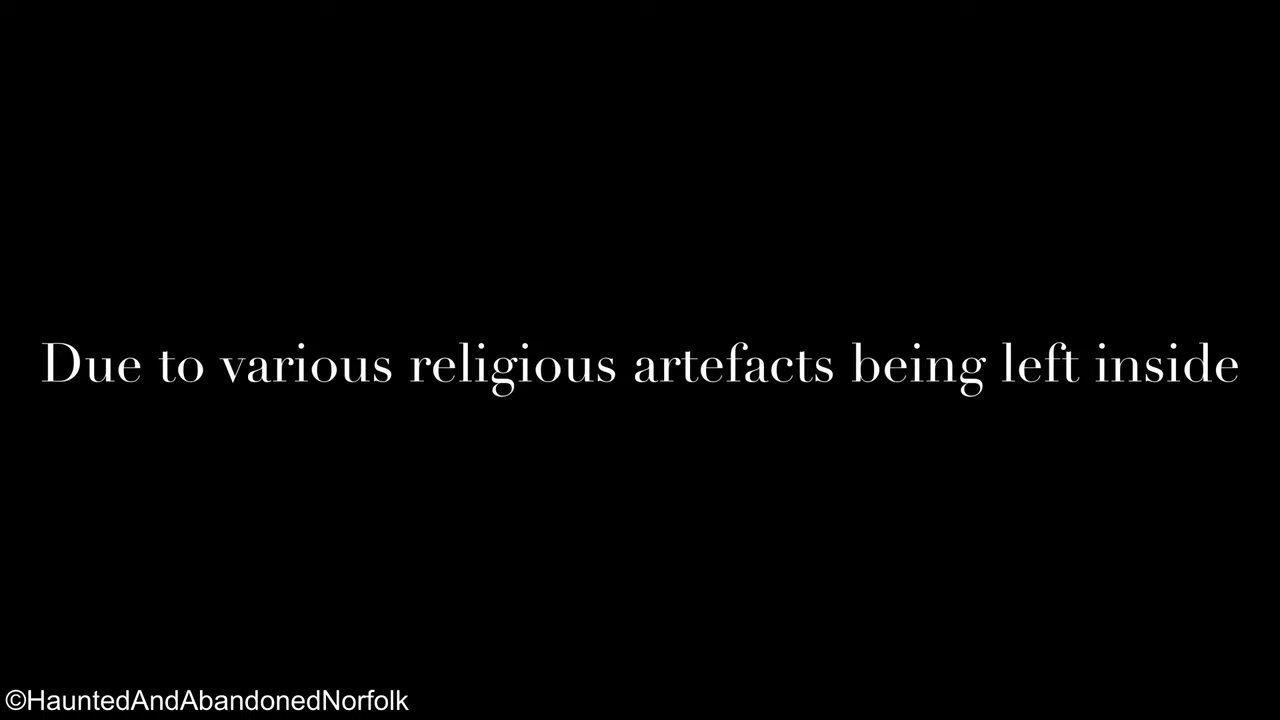 Due to various religious artefacts being left inside
©HauntedAndAbandonedNorfolk